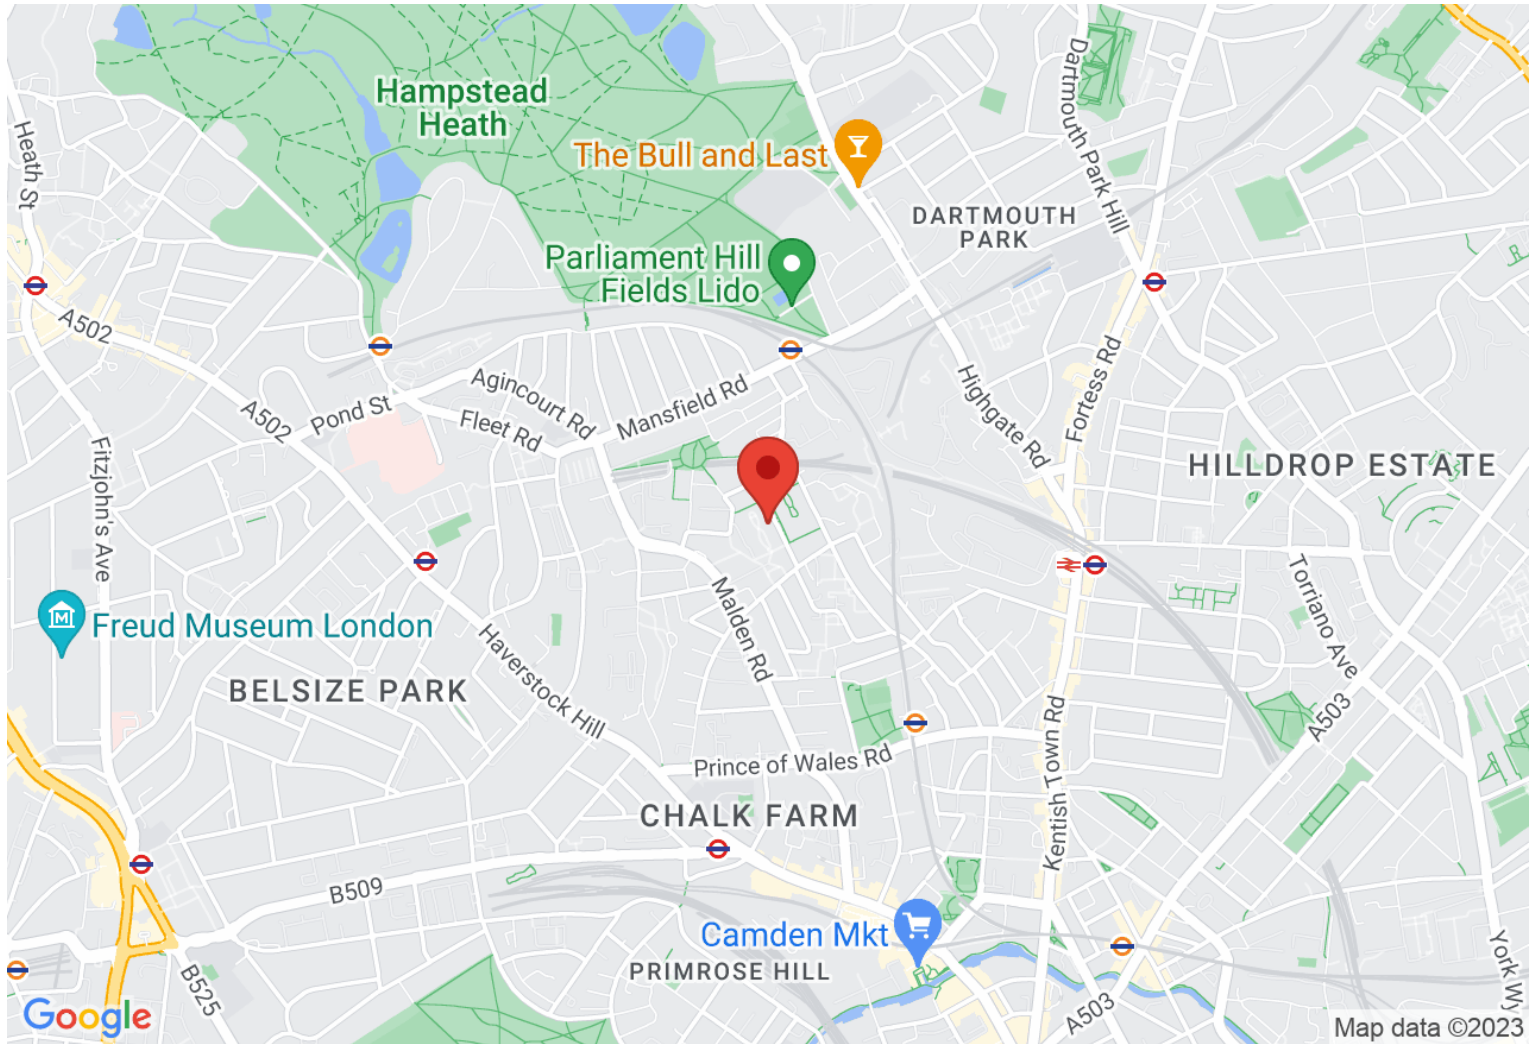 Hampstead
Heath
The Bull and Last
DARTMOUTH
PARK
Dartmouth Park Hill
Heath St
Parliament Hill
Fields Lido
A502
Agincourt Rd
Mansfield Rd
Highgate Rd
Fortess Rd
A502
Pond St
Fleet Rd
Fitzjohn's Ave
HILLDROP ESTATE
Malden Rd
Torriano Ave
M
Freud Museum London
Haverstock Hill
BELSIZE PARK
A503
Prince of Wales Rd
Kentish Town Rd
CHALK FARM
B509
Camden Mkt
PRIMROSE HILL
B525
York Wy
A503
Google
Map data ©2023